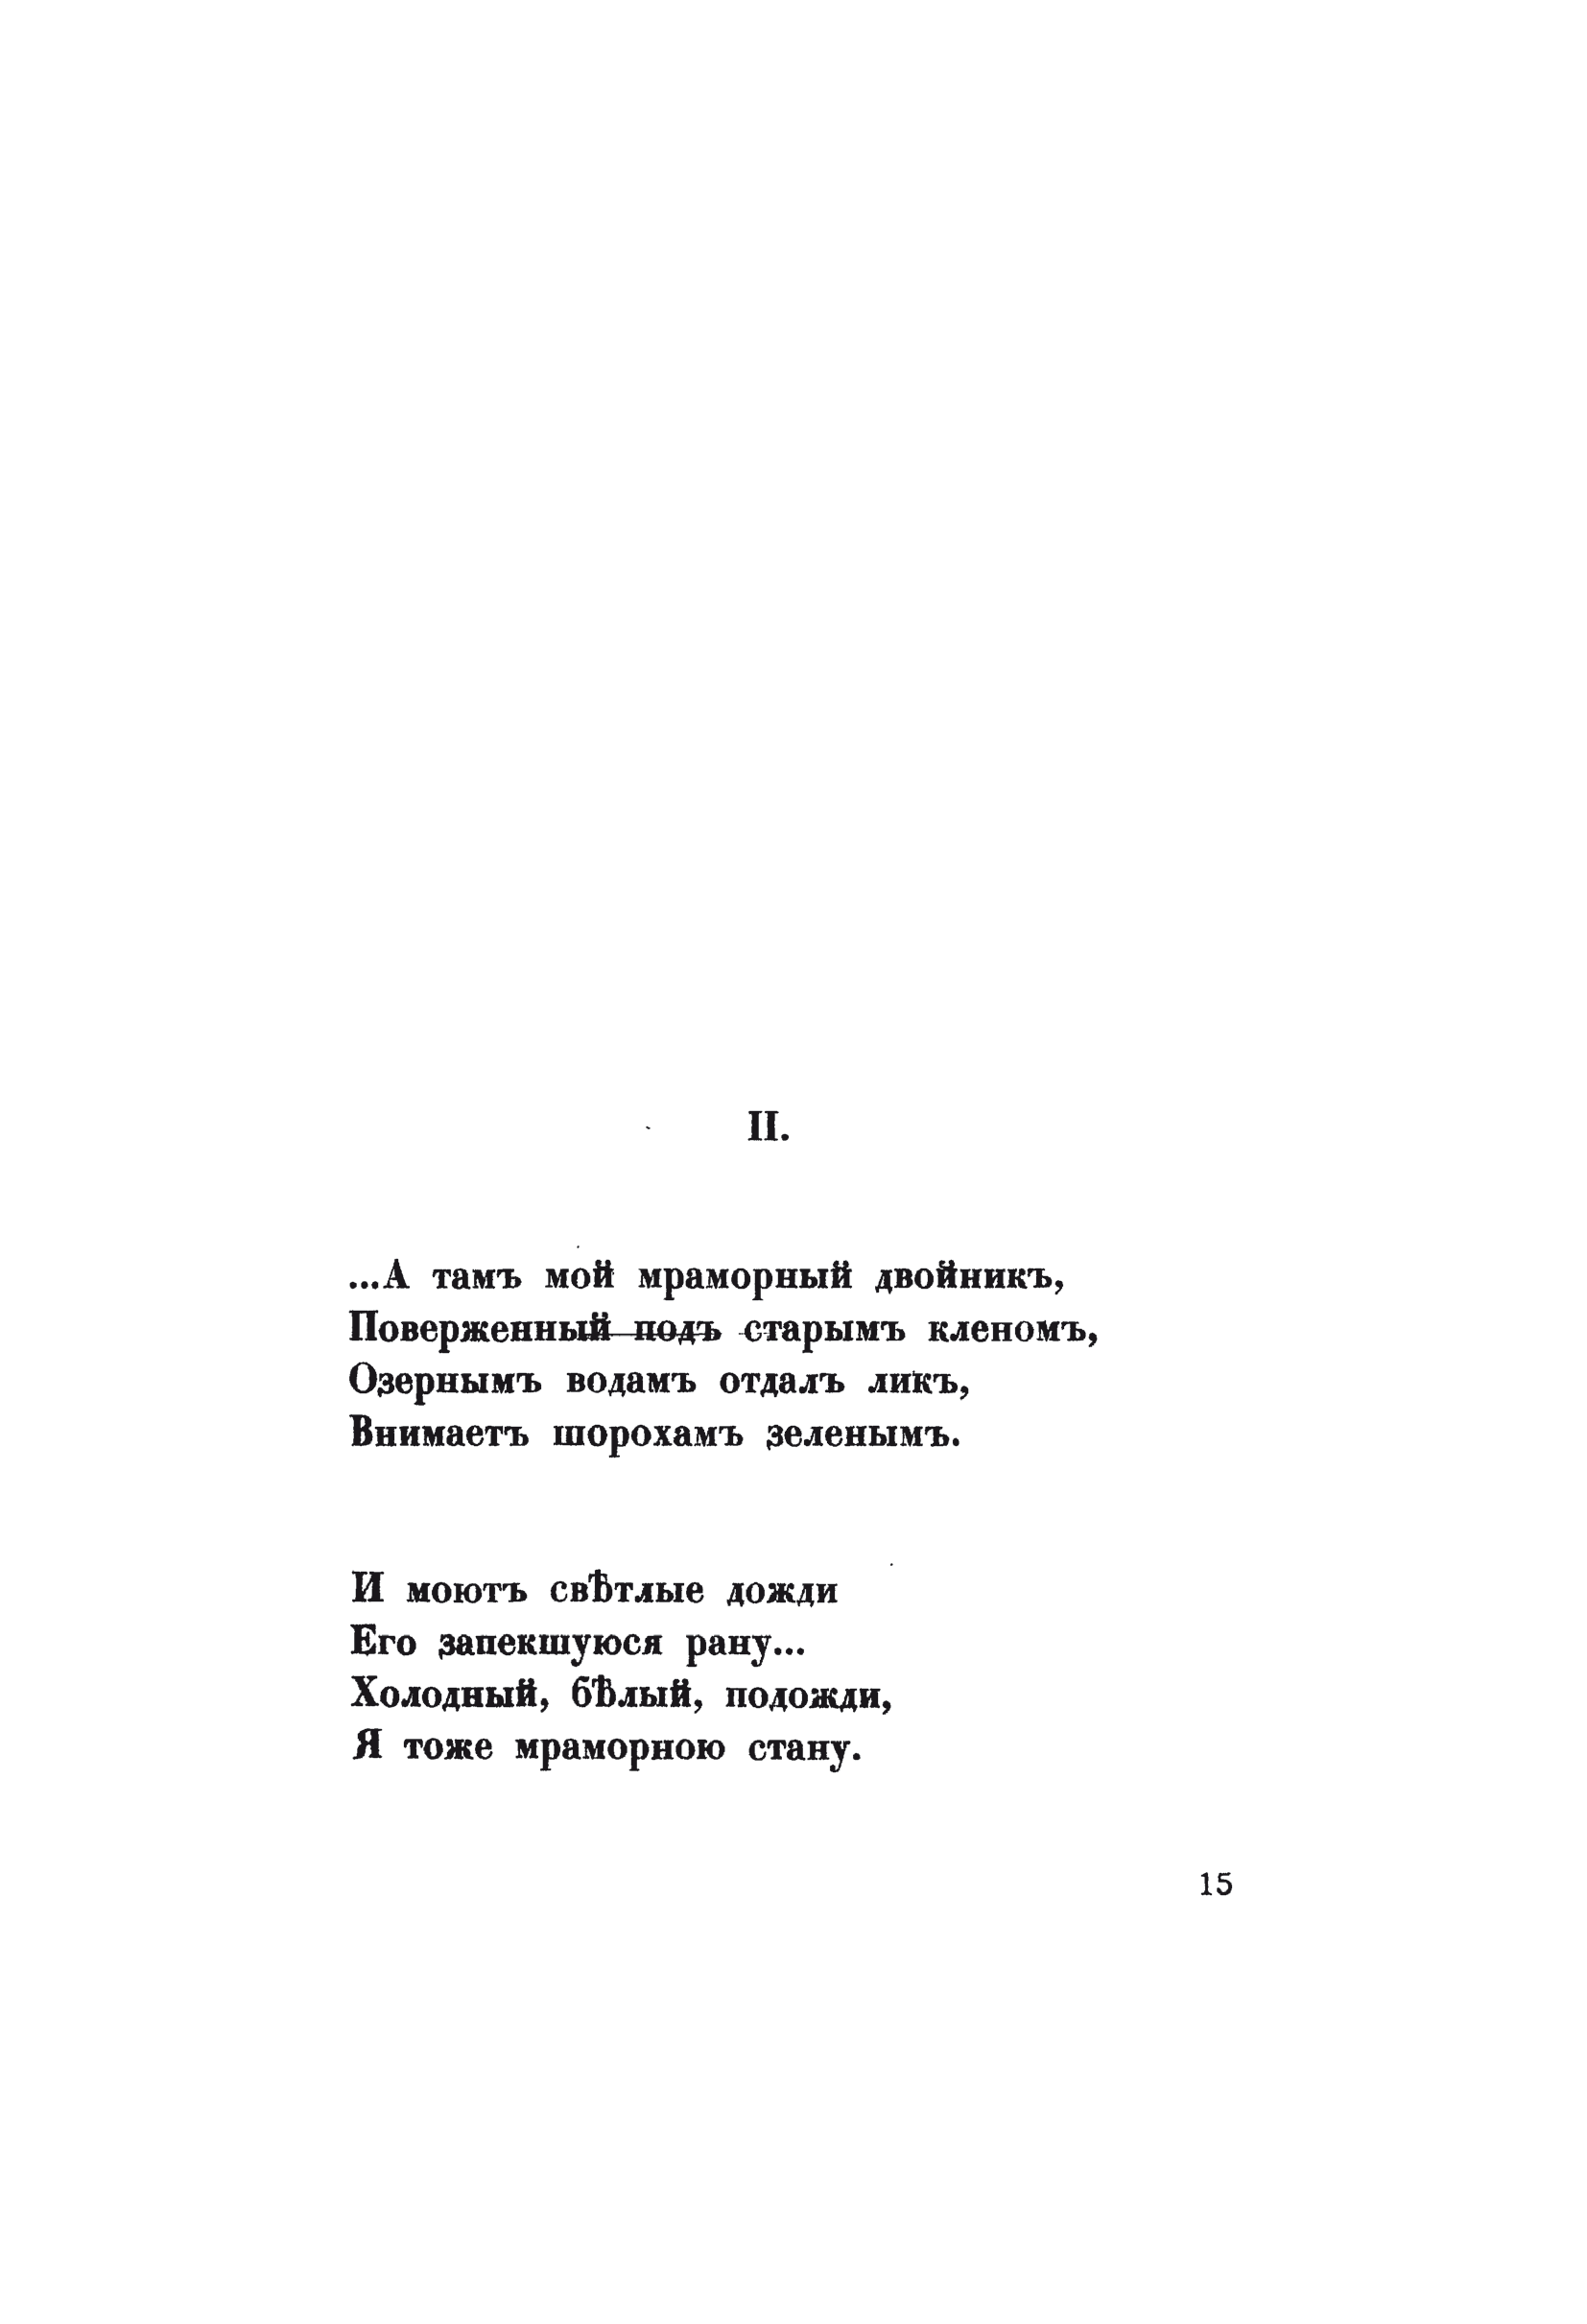 II.
...А тамъ мой мраморный двойникъ,
Поверженный подъ старымъ кленомъ,
Озернымъ водамъ отдалъ ликъ,
Внимаетъ шорохамъ зеленымъ.
И моютъ свѣтлые дожди
Его запекшуюся рану...
Холодный, бѣлый, подожди,
Я тоже мраморною стану.
15